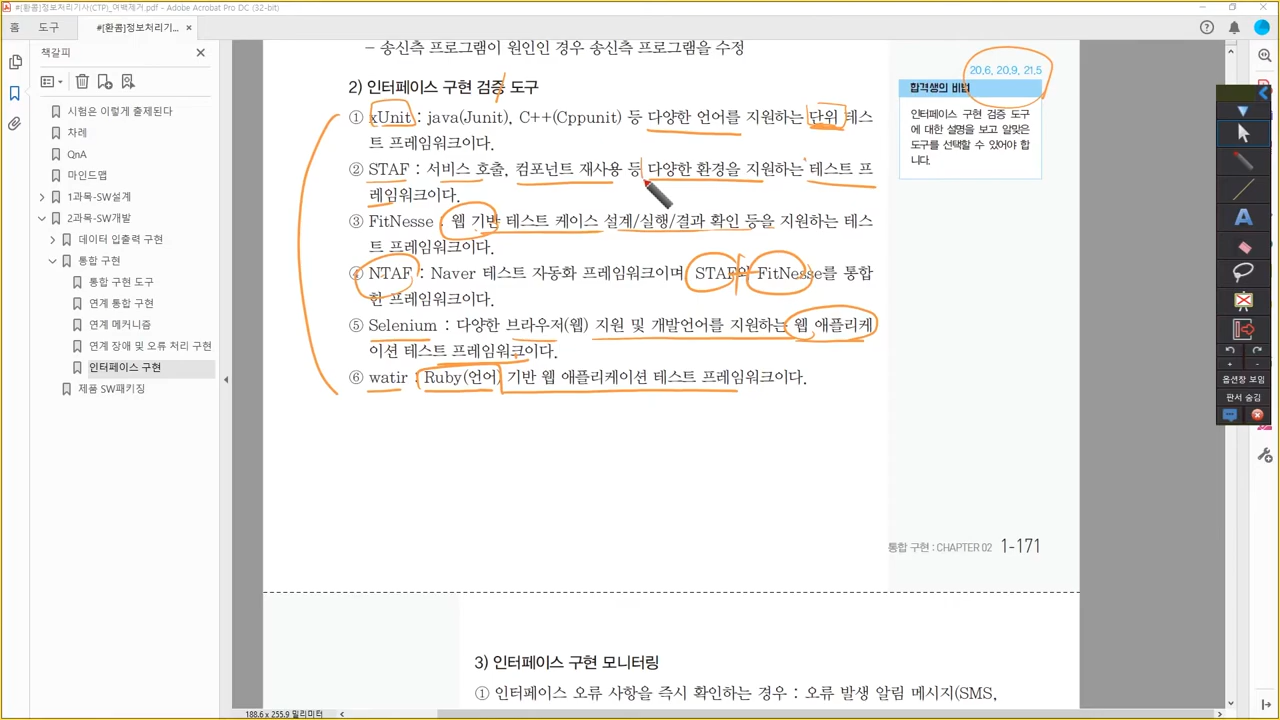 #[환콤]정보처리기사(CTP)_여백제거.pdf - Adobe Acrobat Pro DC (32-bit)
홈 도구 #[환콤]정보처리기... ×
책갈피
시험은 이렇게 출제된다
차례
QnA
마인드맵
1과목-SW설계
2과목-SW개발
데이터 입출력 구현
통합 구현
통합 구현 도구
연계 통합 구현
연계 메커니즘
연계 장애 및 오류 처리 구현
인터페이스 구현
제품 SW패키징
- 송신측 프로그램이 원인인 경우 송신측 프로그램을 수정
2) 인터페이스 구현 검증 도구
① xUnit : java(Junit), C++(Cppunit) 등 다양한 언어를 지원하는 단위 테스
트 프레임워크이다.
② STAF : 서비스 호출, 컴포넌트 재사용 등 다양한 환경을 지원하는 테스트 프
레임워크이다.
③ FitNesse : 웹 기반 테스트 케이스 설계/실행/결과 확인 등을 지원하는 테스
트 프레임워크이다.
④ NTAF : Naver 테스트 자동화 프레임워크이며 STAF와 FitNesse를 통합
한 프레임워크이다.
⑤ Selenium : 다양한 브라우저(웹) 지원 및 개발언어를 지원하는 웹 애플리케
이션 테스트 프레임워크이다.
⑥ watir : Ruby(언어) 기반 웹 애플리케이션 테스트 프레임워크이다.
20.6, 20.9, 21.5
합격생의 비법
인터페이스 구현 검증 도구
에 대한 설명을 보고 알맞은
도구를 선택할 수 있어야 합
니다.
통합 구현 : CHAPTER 02 1-171
3) 인터페이스 구현 모니터링
① 인터페이스 오류 사항을 즉시 확인하는 경우 : 오류 발생 알림 메시지(SMS,
188.6 x 255.9 밀리미터
옵션창 보임
판서 숨김